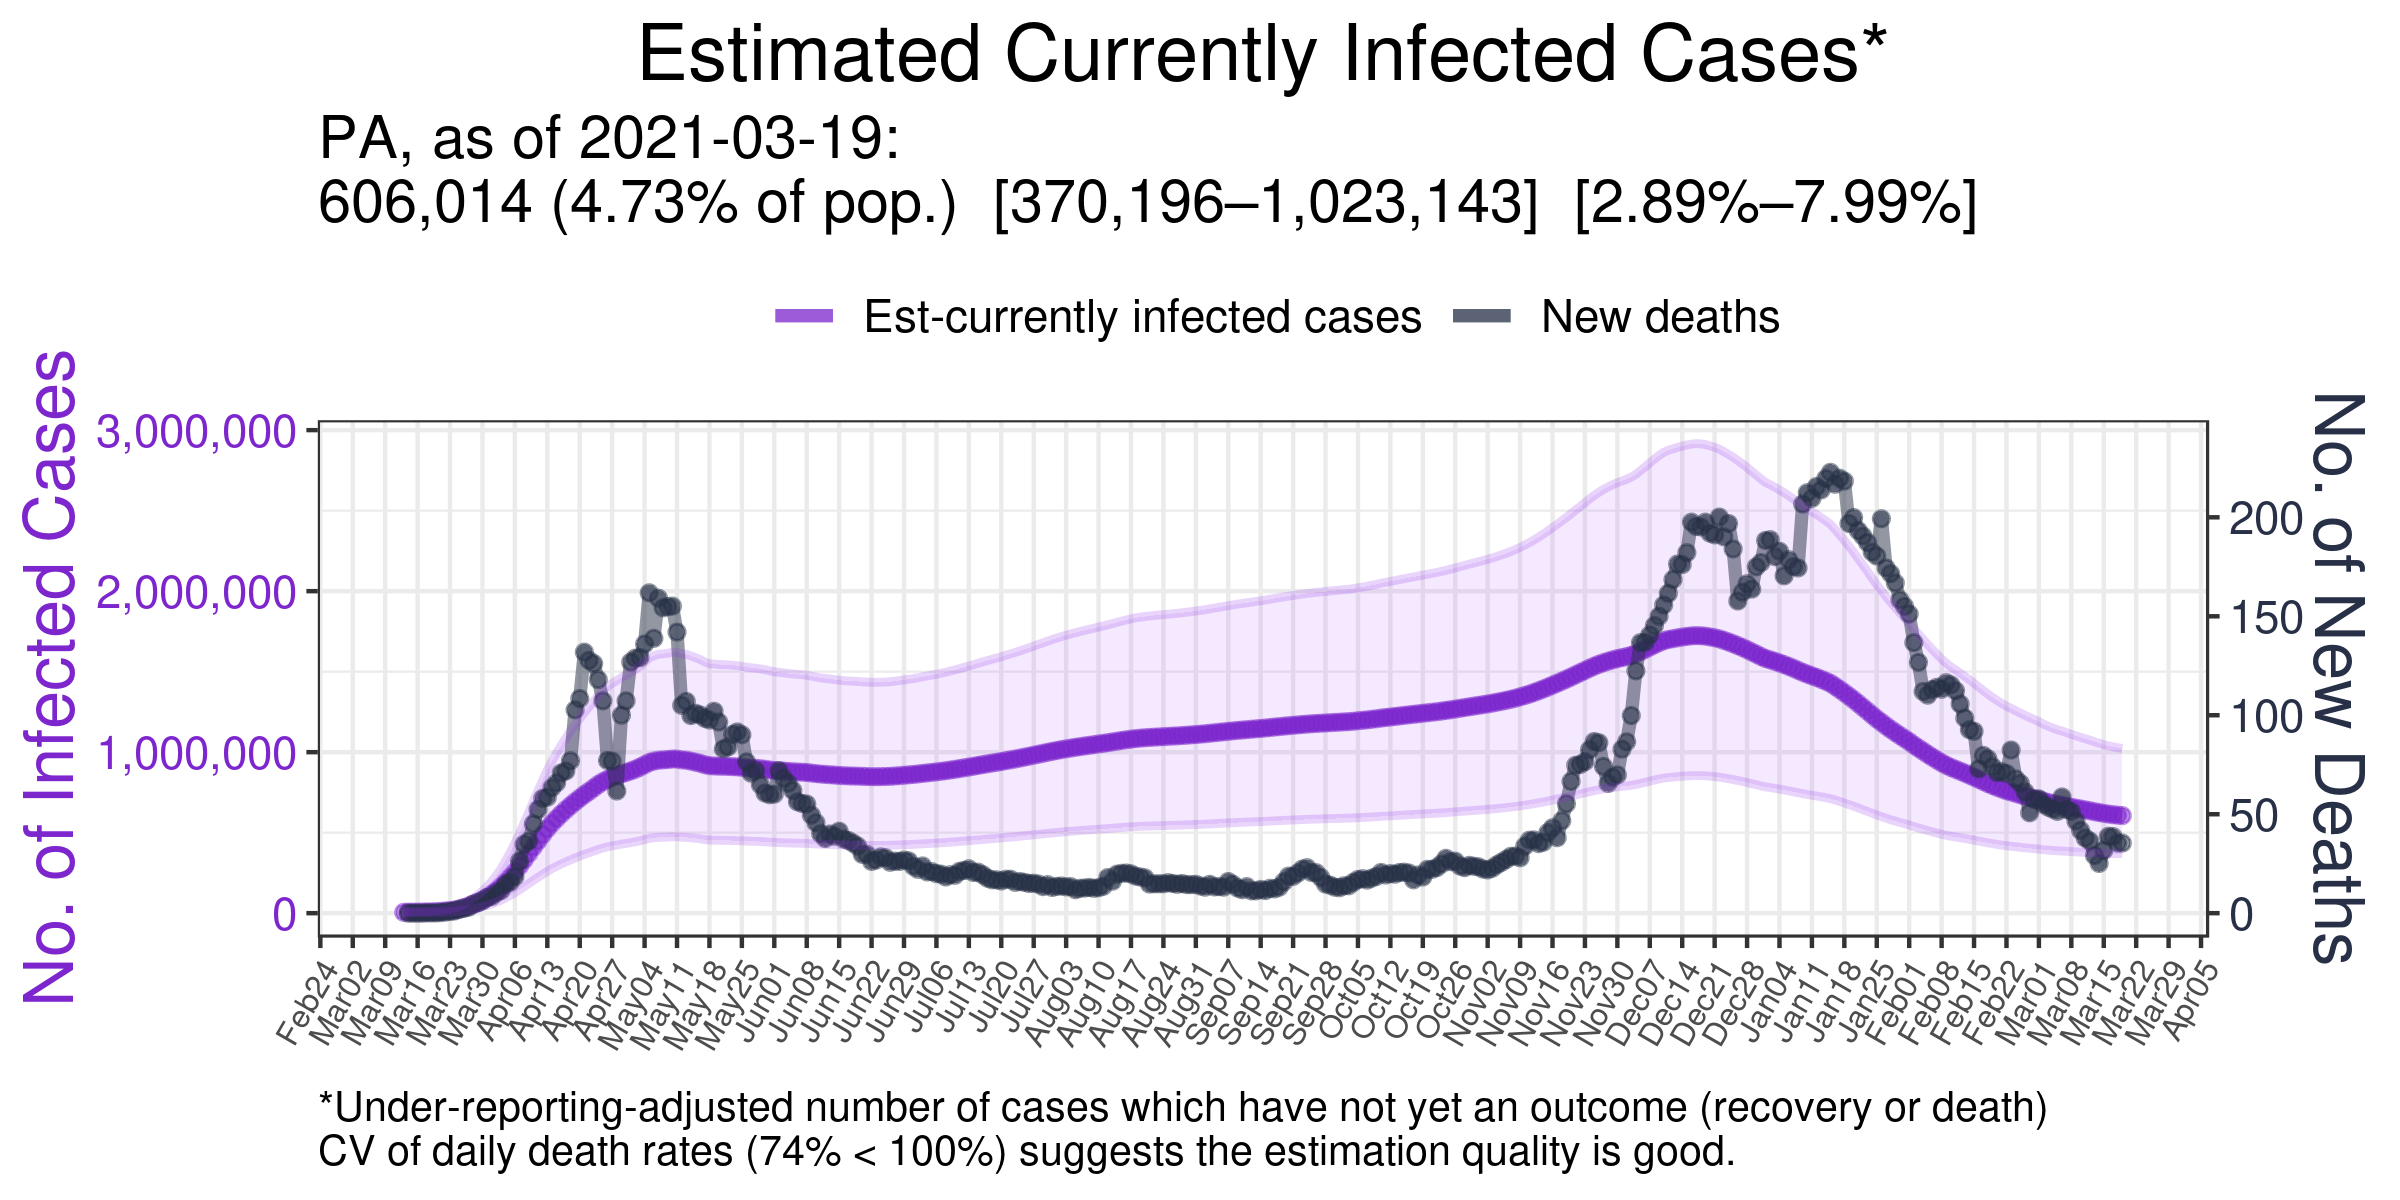 Estimated Currently Infected Cases*
PA, as of 2021-03-19:
606,014 (4.73% of pop.) [370,196–1,023,143] [2.89%–7.99%]
Est-currently infected cases New deaths
No. of Infected Cases
3,000,000
2,000,000
1,000,000
0
200
150
100
50
0
No. of New Deaths
Feb24 Mar02 Mar09 Mar16 Mar23 Mar30 Apr06 Apr13 Apr20 Apr27 May04 May11 May18 May25 Jun01 Jun08 Jun15 Jun22 Jun29 Jul06 Jul13 Jul20 Jul27 Aug03 Aug10 Aug17 Aug24 Aug31 Sep07 Sep14 Sep21 Sep28 Oct05 Oct12 Oct19 Oct26 Nov02 Nov09 Nov16 Nov23 Nov30 Dec07 Dec14 Dec21 Dec28 Jan04 Jan11 Jan18 Jan25 Feb01 Feb08 Feb15 Feb22 Mar01 Mar08 Mar15 Mar22 Mar29 Apr05
*Under-reporting-adjusted number of cases which have not yet an outcome (recovery or death)
CV of daily death rates (74% < 100%) suggests the estimation quality is good.